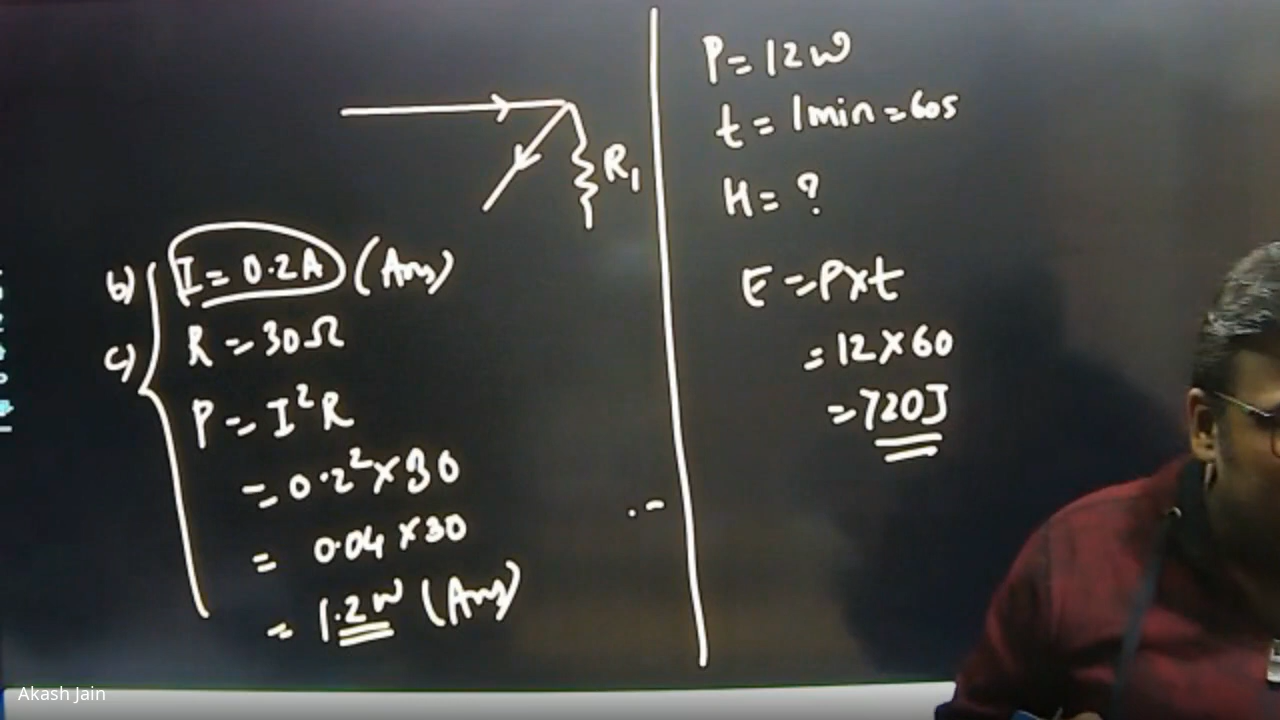 R₁
b) I = 0.2A (Ans)
c) R = 30Ω
P = I²R
= 0.2² × 30
= 0.04 × 30
= 1.2W (Ans)
P = 12W
t = 1min = 60s
H = ?
E = P×t
= 12×60
= 720J
Akash Jain